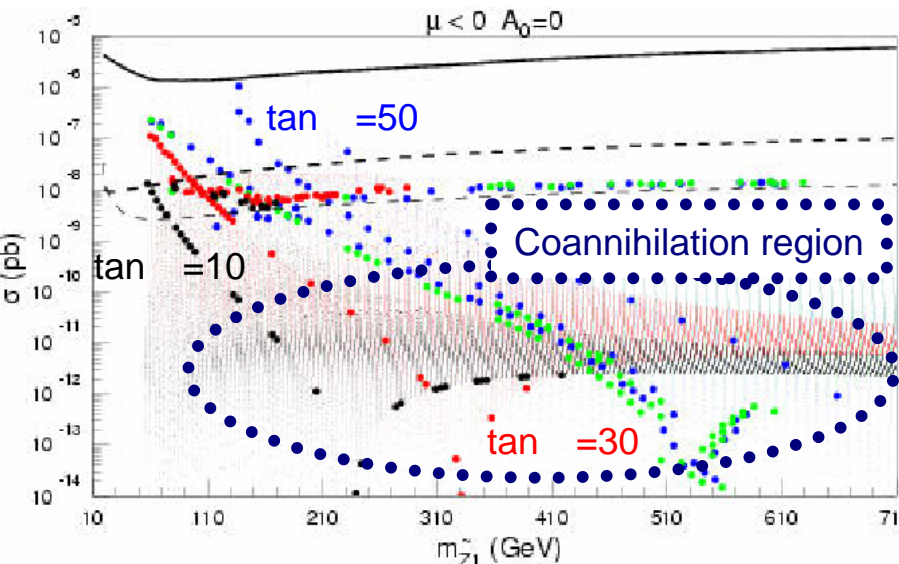 μ < 0 A₀=0
10⁻⁵
10⁻⁶
10⁻⁷
10⁻⁸
10⁻⁹
10⁻¹⁰
10⁻¹¹
10⁻¹²
10⁻¹³
10⁻¹⁴
σ (pb)
tan =50
Coannihilation region
tan =10
tan =30
10 110 210 310 410 510 610 71
m_Z̃₁ (GeV)